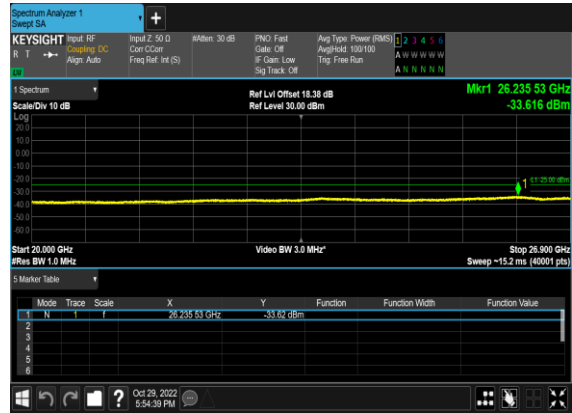 Spectrum Analyzer 1
Swept SA
+
KEYSIGHT Input: RF Input Z: 50 Ω #Atten: 30 dB PNO: Fast Avg Type: Power (RMS) 1 2 3 4 5 6
R T Coupling: DC Corr CCorr Gate: Off Avg|Hold: 100/100 A W W W W W
Align: Auto Freq Ref: Int (S) IF Gain: Low Trig: Free Run
Sig Track: Off A N N N N N
1 Spectrum Ref Lvl Offset 18.38 dB Mkr1 26.235 53 GHz
Scale/Div 10 dB Ref Level 30.00 dBm -33.616 dBm
Log
20.0
10.0
0.00
-10.0
-20.0
1 L1 -25.00 dBm
-30.0
-40.0
-50.0
-60.0
Start 20.000 GHz Video BW 3.0 MHz* Stop 26.900 GHz
#Res BW 1.0 MHz Sweep ~15.2 ms (40001 pts)
5 Marker Table
Mode Trace Scale X Y Function Function Width Function Value
1 N 1 f 26.235 53 GHz -33.62 dBm
2
3
4
5
6
? Oct 29, 2022
5:54:39 PM